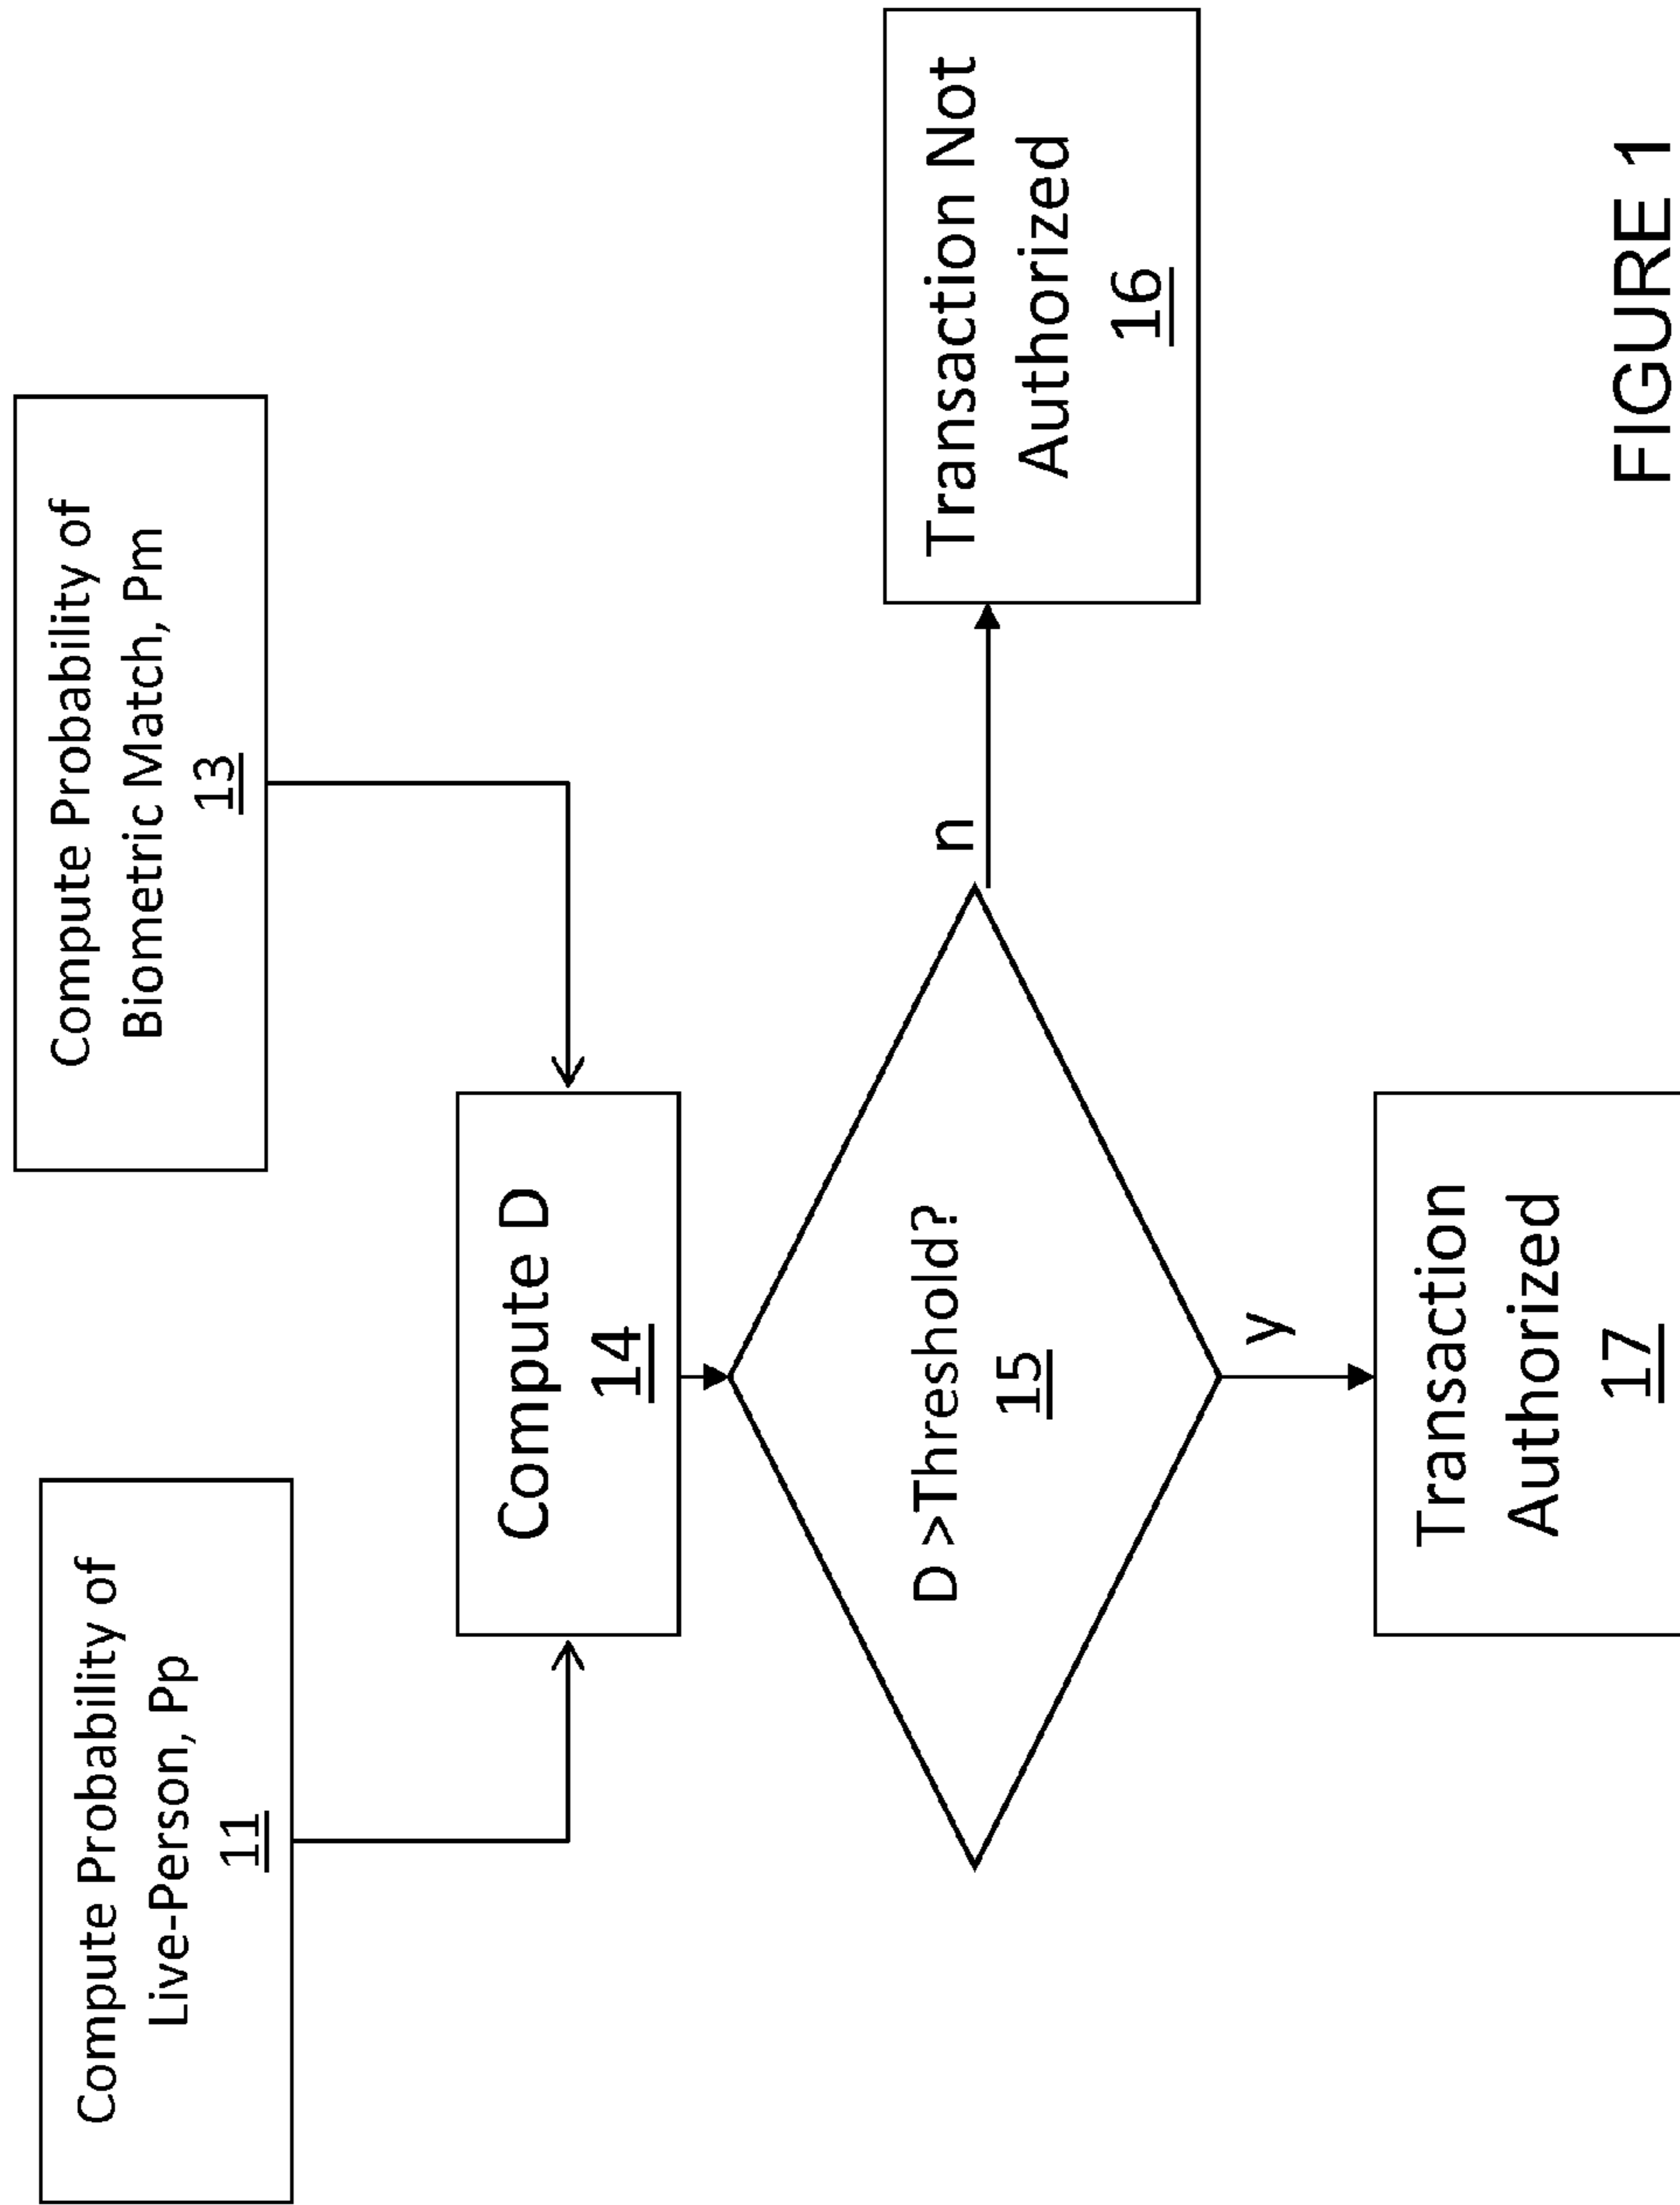 Compute Probability of
Live-Person, Pp
11
Compute Probability of
Biometric Match, Pm
13
Compute D
14
D >Threshold?
15
n
Transaction Not
Authorized
16
y
Transaction
Authorized
17
FIGURE 1